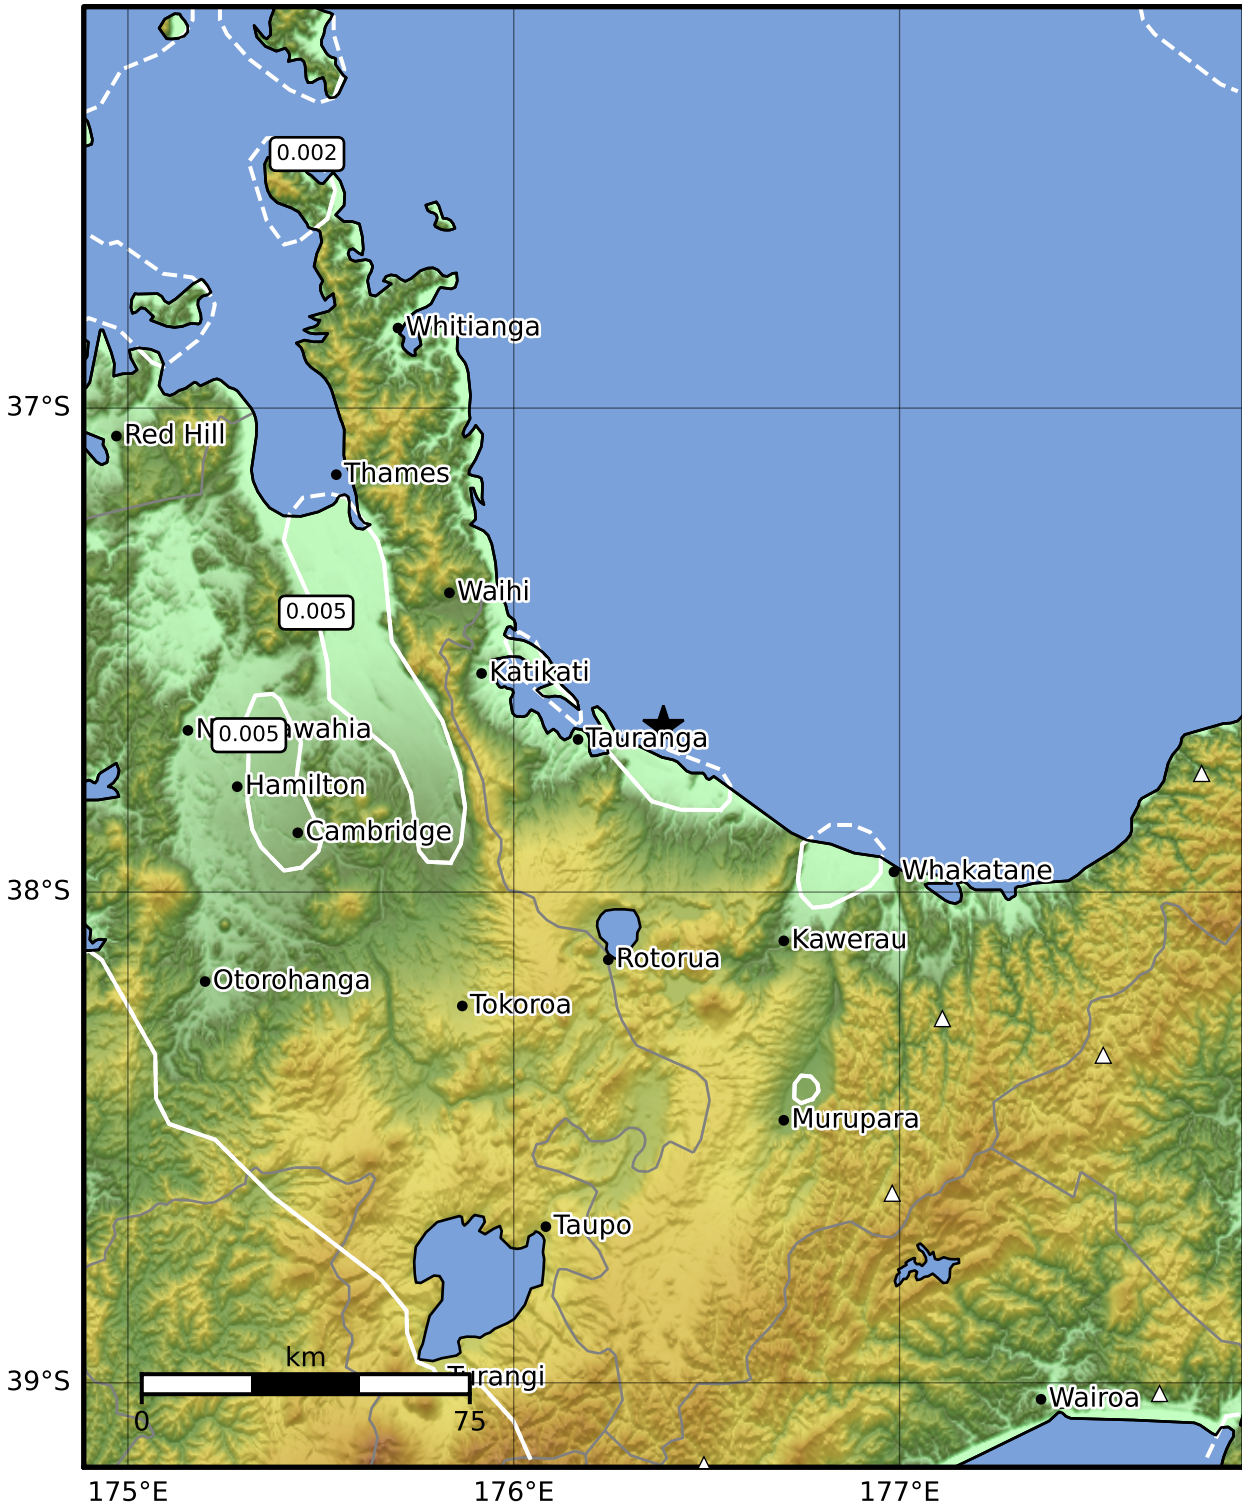 0.002
Whitianga
37°S
Red Hill
Thames
Waihi
0.005
Katikati
0.005
Tauranga
Hamilton
Cambridge
Whakatane
38°S
Kawerau
Rotorua
Otorohanga
Tokoroa
Murupara
Taupo
km
Turangi
39°S
Wairoa
0
75
175°E
176°E
177°E